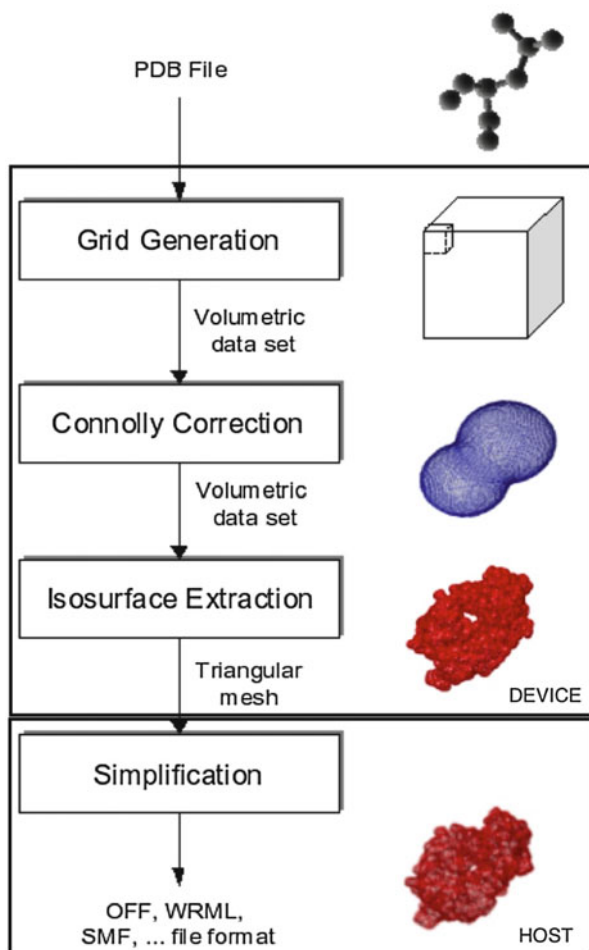 PDB File
Grid Generation
Volumetric
data set
Connolly Correction
Volumetric
data set
Isosurface Extraction
Triangular
mesh
DEVICE
Simplification
OFF, WRML,
SMF, ... file format
HOST